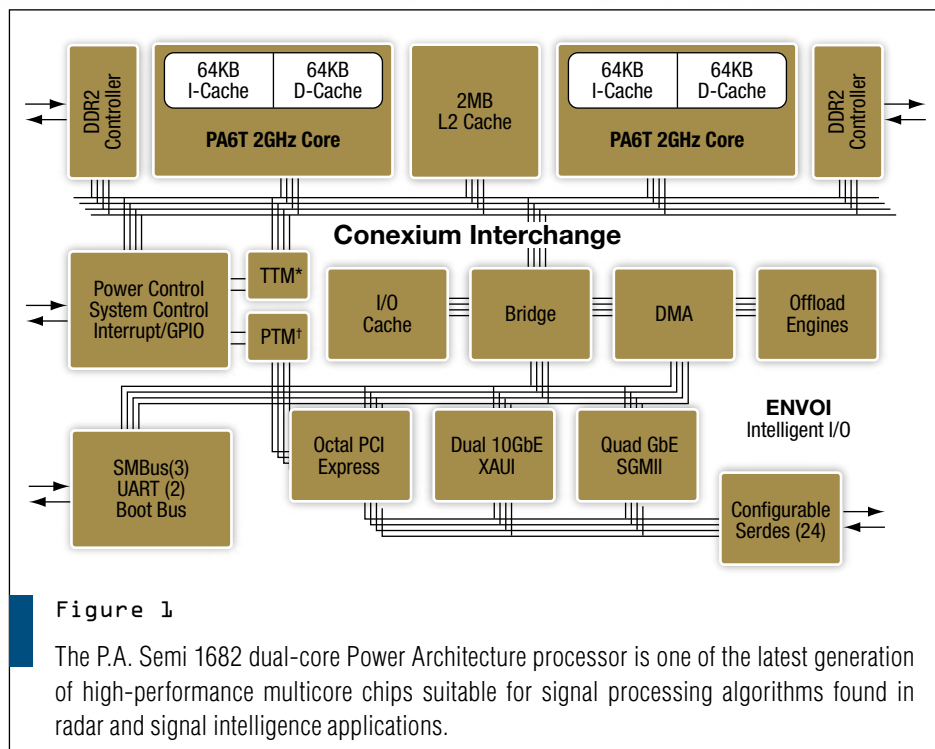 DDR2
Controller
64KB
I-Cache
64KB
D-Cache
PA6T 2GHz Core
2MB
L2 Cache
64KB
I-Cache
64KB
D-Cache
PA6T 2GHz Core
DDR2
Controller
Conexium Interchange
Power Control
System Control
Interrupt/GPIO
TTM*
PTM†
I/O
Cache
Bridge
DMA
Offload
Engines
ENVOI
Intelligent I/O
SMBus(3)
UART (2)
Boot Bus
Octal PCI
Express
Dual 10GbE
XAUI
Quad GbE
SGMII
Configurable
Serdes (24)
Figure 1
The P.A. Semi 1682 dual-core Power Architecture processor is one of the latest generation
of high-performance multicore chips suitable for signal processing algorithms found in
radar and signal intelligence applications.